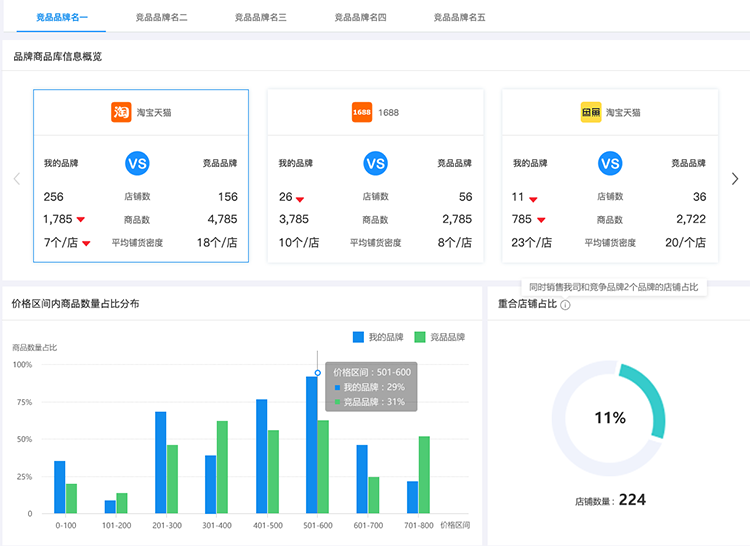 竞品品牌名一 竞品品牌名二 竞品品牌名三 竞品品牌名四 竞品品牌名五
品牌商品库信息概览
淘 淘宝天猫
我的品牌 VS 竞品品牌
256 店铺数 156
1,785 商品数 4,785
7个/店 平均铺货密度 18个/店
1688 1688
我的品牌 VS 竞品品牌
26 店铺数 56
3,785 商品数 2,785
10个/店 平均铺货密度 8个/店
淘宝天猫
我的品牌 VS 竞品品牌
11 店铺数 36
785 商品数 2,722
23个/店 平均铺货密度 20/个店
价格区间内商品数量占比分布
我的品牌 竞品品牌
商品数量占比
100%
75%
50%
25%
0
价格区间：501-600
我的品牌：29%
竞品品牌：31%
0-100 101-200 201-300 301-400 401-500 501-600 601-700 701-800 价格区间
同时销售我司和竞争品牌2个品牌的店铺占比
重合店铺占比
11%
店铺数量：224